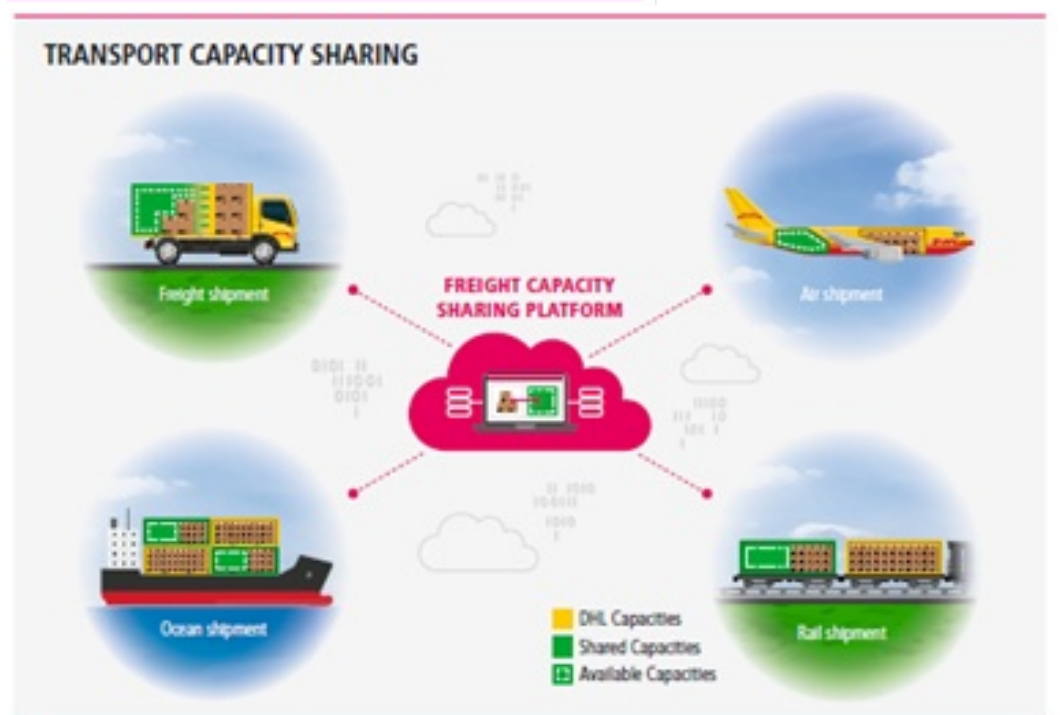 TRANSPORT CAPACITY SHARING
Freight shipment
Air shipment
FREIGHT CAPACITY
SHARING PLATFORM
Ocean shipment
Rail shipment
DHL Capacities
Shared Capacities
Available Capacities